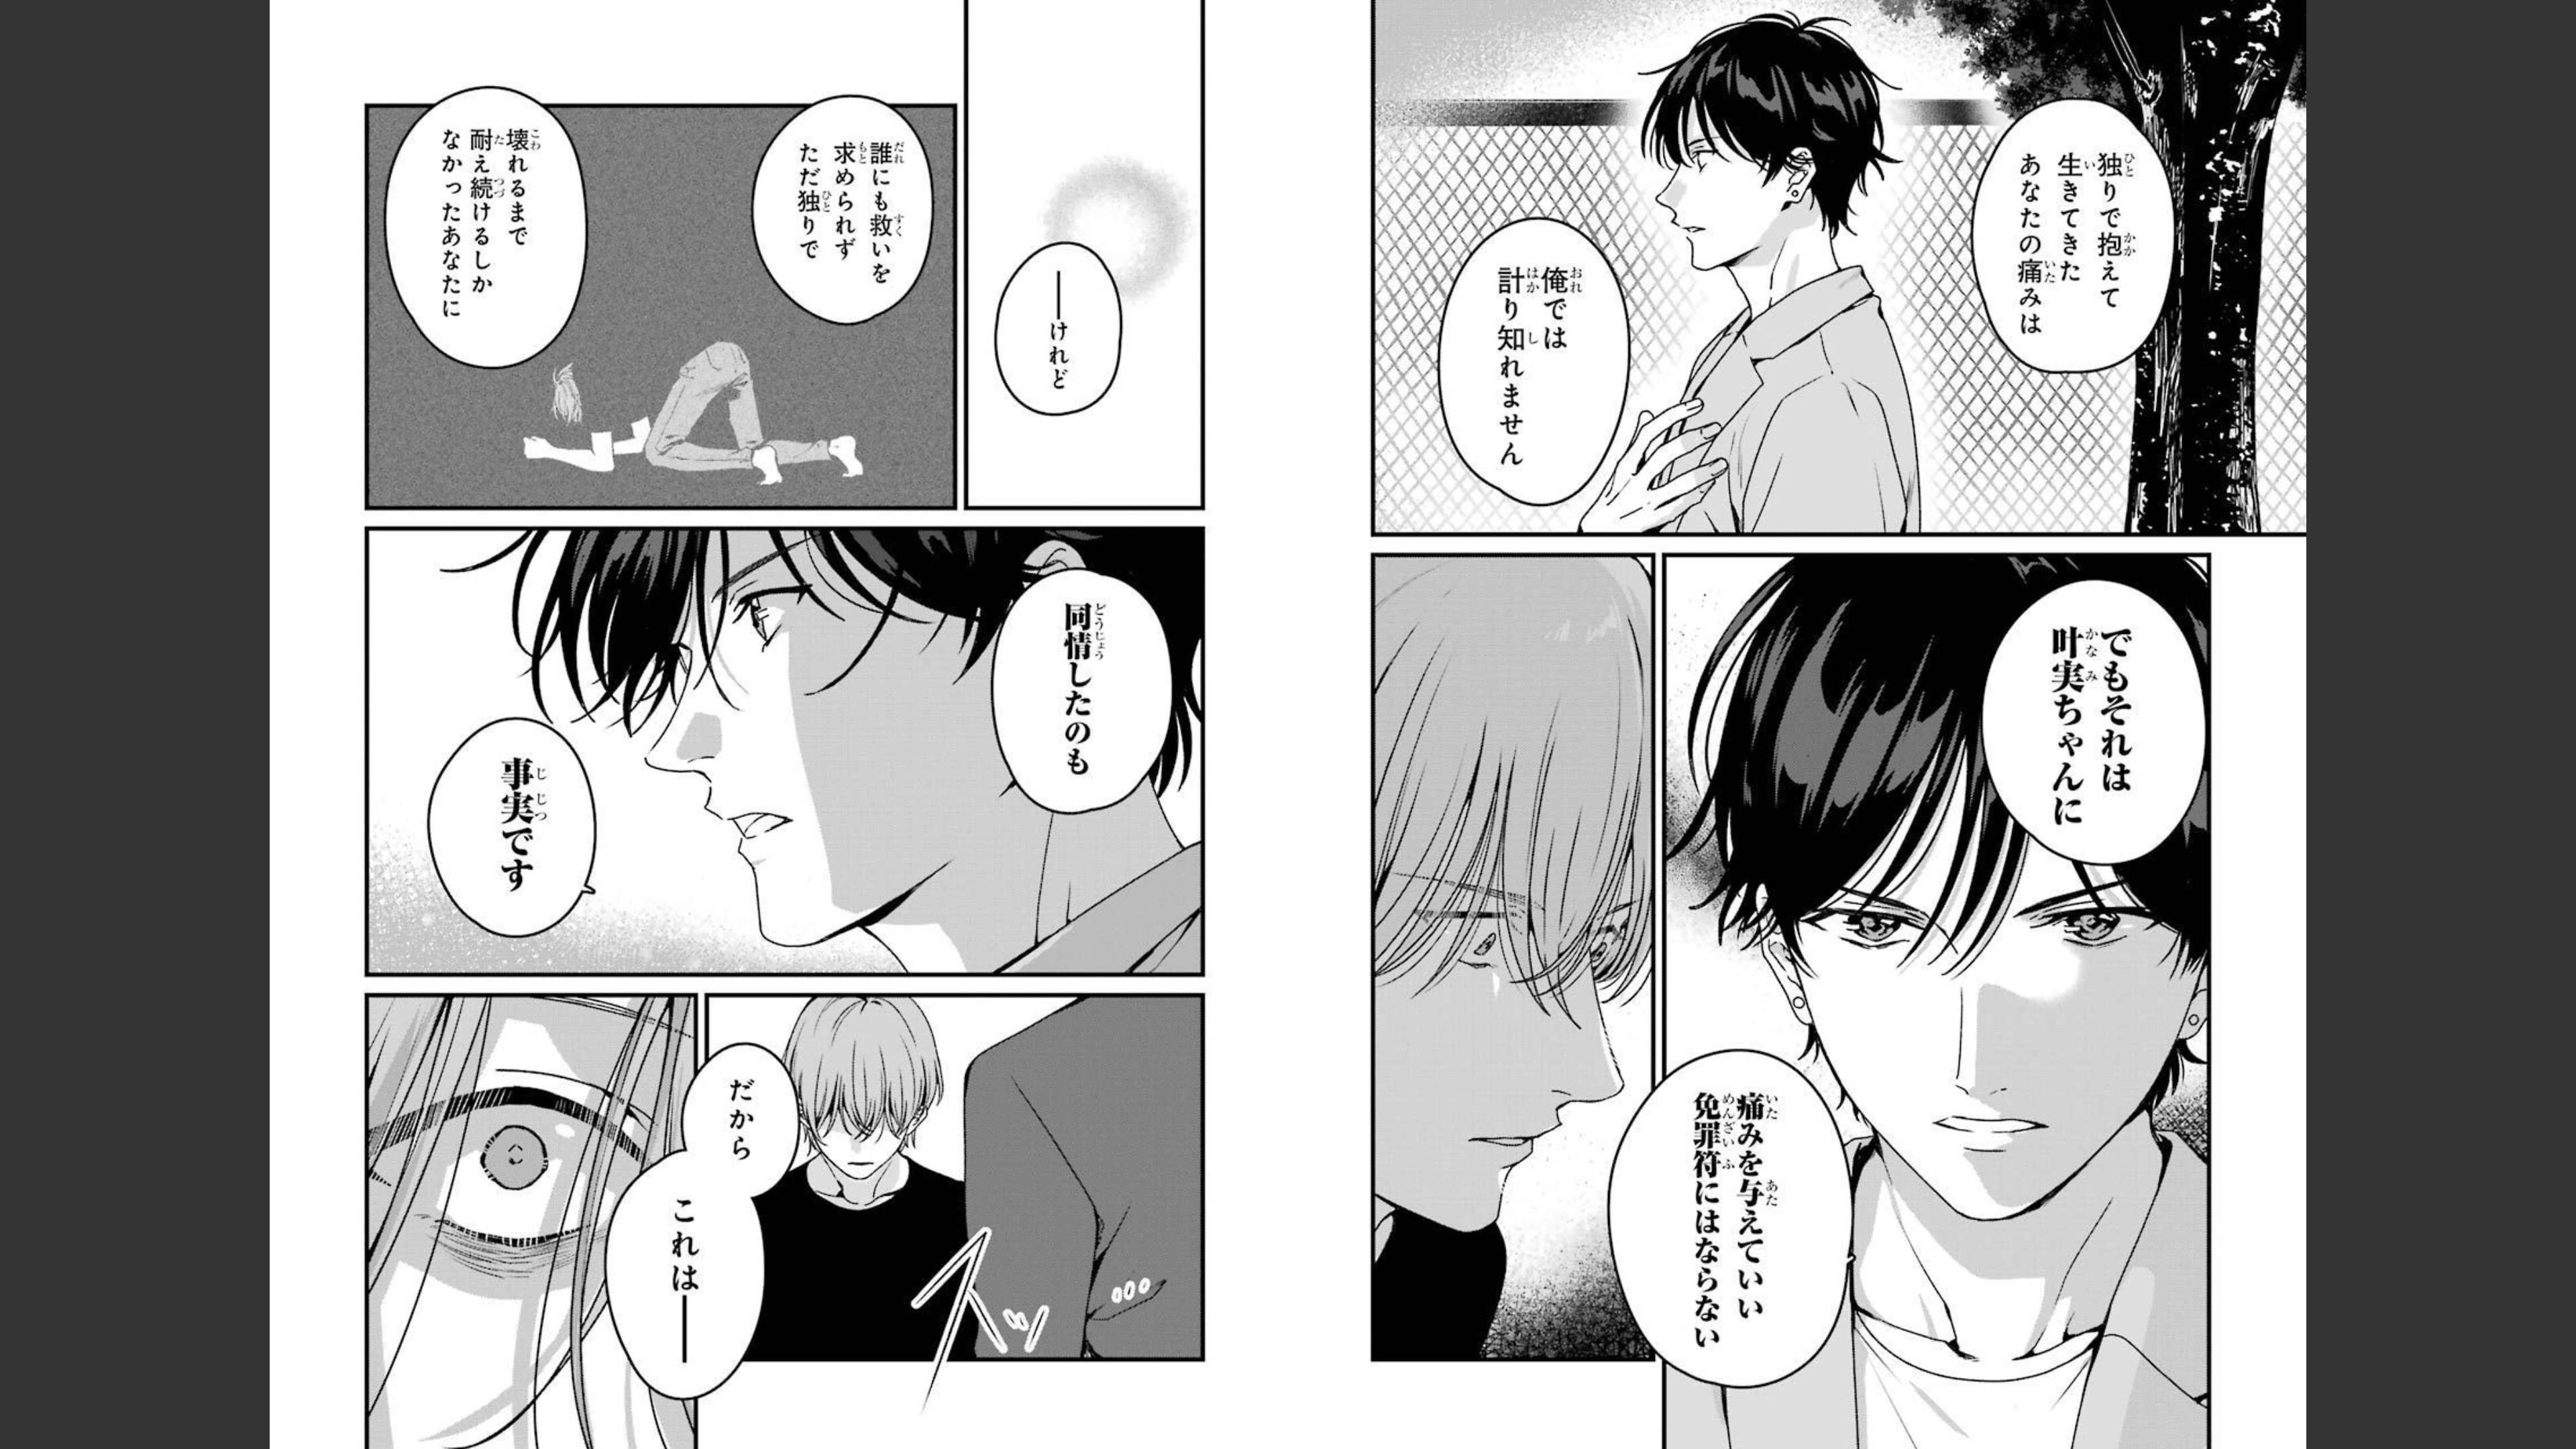 独りで抱えて
生きてきた
あなたの痛みは
俺では
計り知れません
でもそれは
叶実ちゃんに
痛みを与えていい
免罪符にはならない
――けれど
誰にも救いを
求められず
ただ独りで
壊れるまで
耐え続けるしか
なかったあなたに
同情したのも
事実です
スッ…
だから
これは――